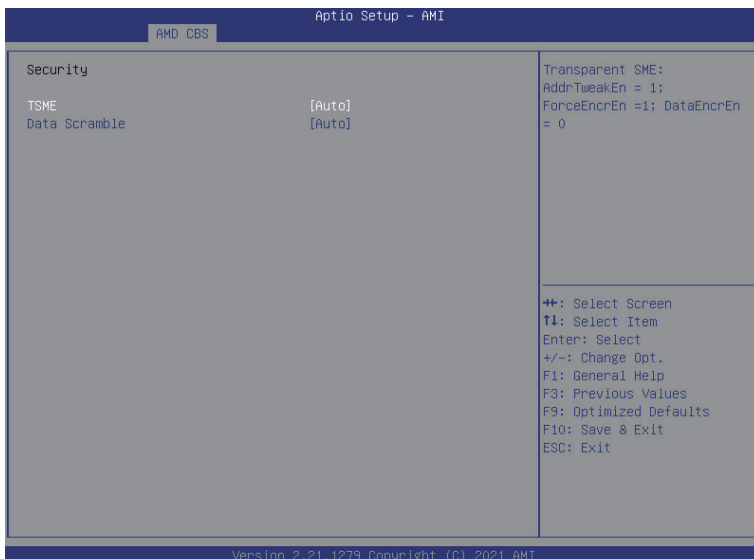 Aptio Setup - AMI
AMD CBS
Security
TSME [Auto]
Data Scramble [Auto]
Transparent SME:
AddrTweakEn = 1;
ForceEncrEn =1; DataEncrEn
= 0
→←: Select Screen
↑↓: Select Item
Enter: Select
+/-: Change Opt.
F1: General Help
F3: Previous Values
F9: Optimized Defaults
F10: Save & Exit
ESC: Exit
Version 2.21.1279 Copyright (C) 2021 AMI